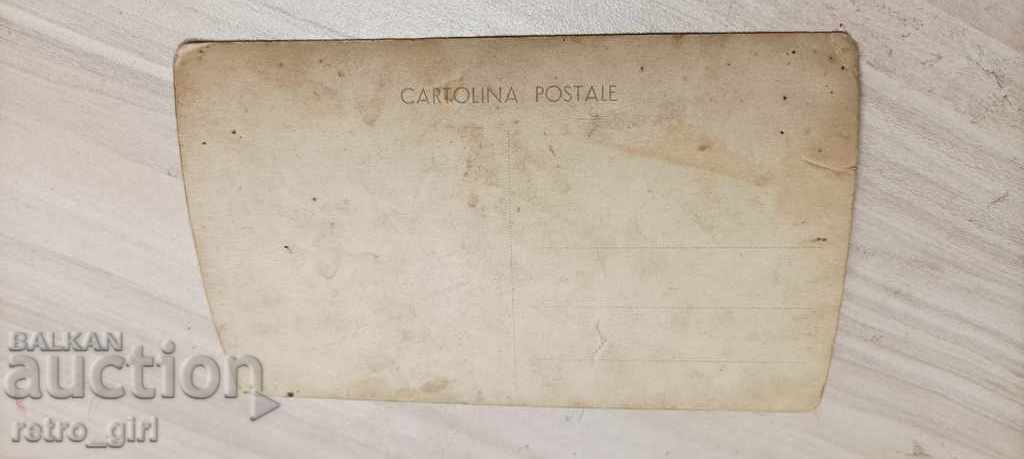 CARTOLINA POSTALE
BALKAN
auction
retro_girl